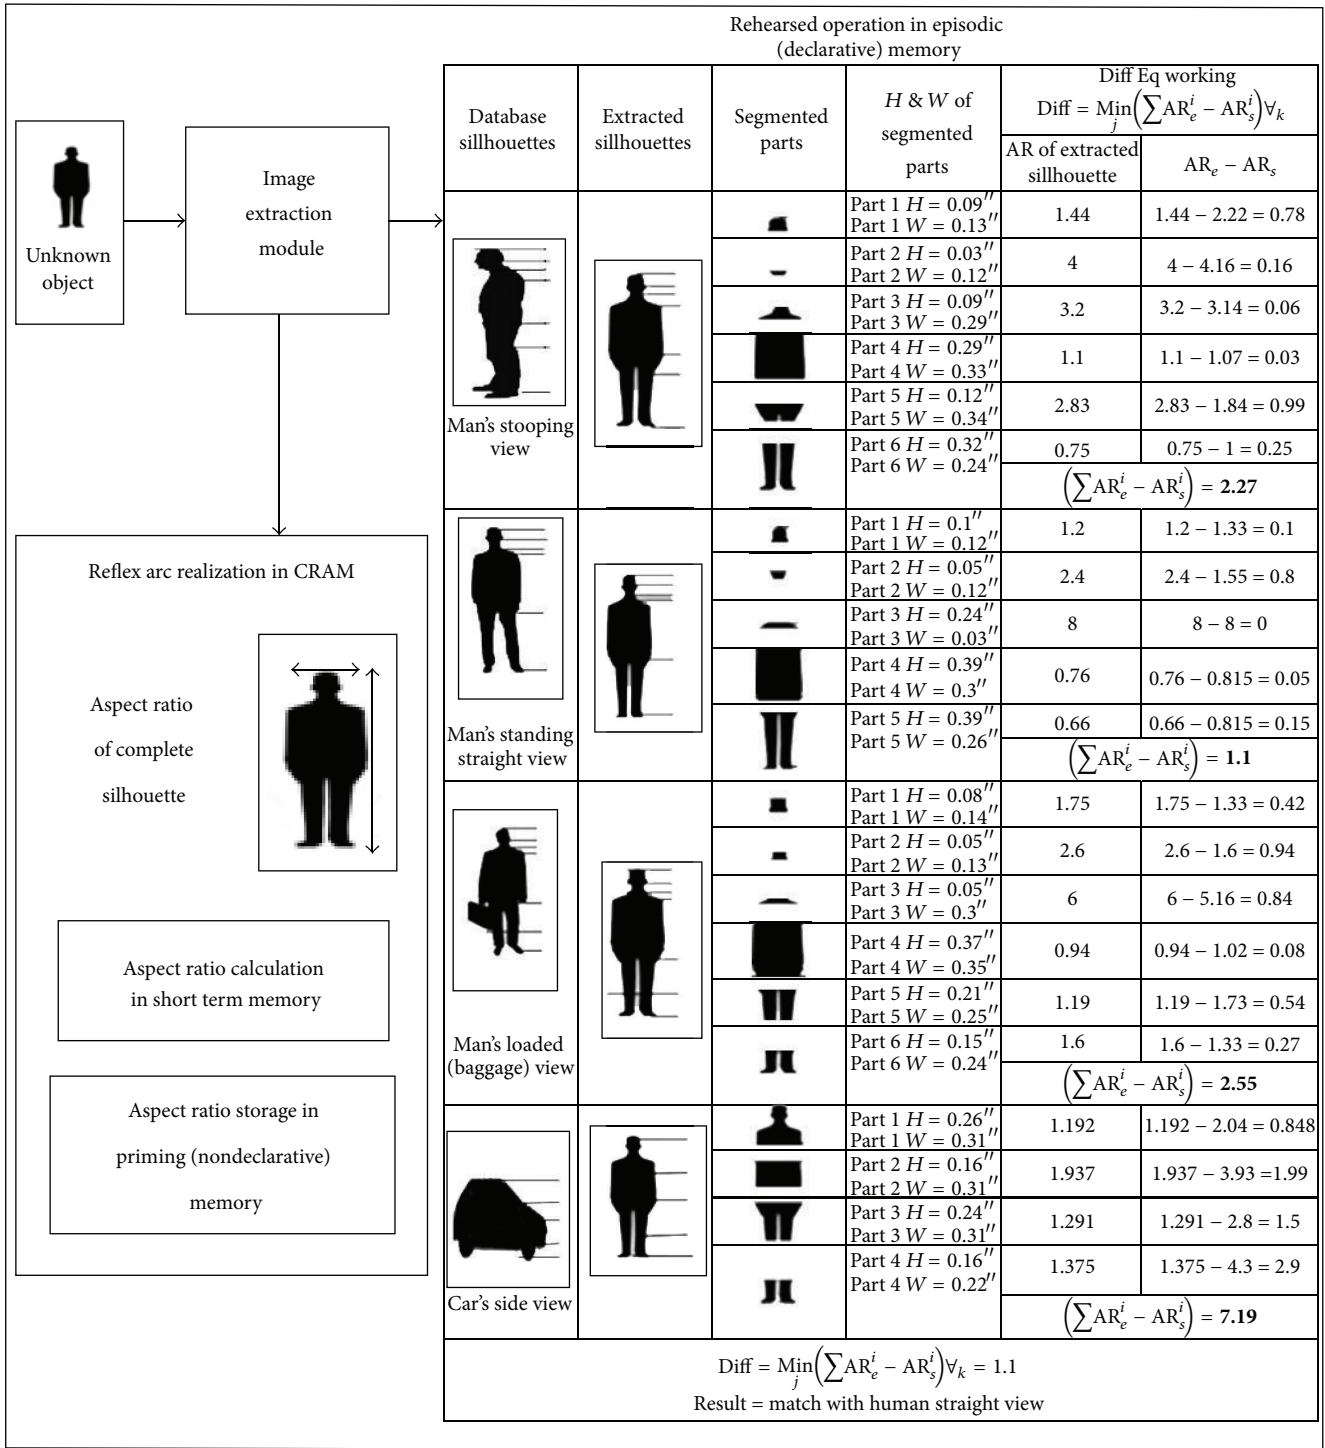 Rehearsed operation in episodic
(declarative) memory
Unknown
object
Image
extraction
module
Reflex arc realization in CRAM
Aspect ratio
of complete
silhouette
Aspect ratio calculation
in short term memory
Aspect ratio storage in
priming (nondeclarative)
memory
Database
sillhouettes
Extracted
sillhouettes
Segmented
parts
H & W of
segmented
parts
Diff Eq working
Diff = Min_j(∑AR_e^i − AR_s^i)∀_k
AR of extracted
sillhouette
AR_e − AR_s
Man's stooping
view
Part 1 H = 0.09″
Part 1 W = 0.13″
1.44
1.44 − 2.22 = 0.78
Part 2 H = 0.03″
Part 2 W = 0.12″
4
4 − 4.16 = 0.16
Part 3 H = 0.09″
Part 3 W = 0.29″
3.2
3.2 − 3.14 = 0.06
Part 4 H = 0.29″
Part 4 W = 0.33″
1.1
1.1 − 1.07 = 0.03
Part 5 H = 0.12″
Part 5 W = 0.34″
2.83
2.83 − 1.84 = 0.99
Part 6 H = 0.32″
Part 6 W = 0.24″
0.75
0.75 − 1 = 0.25
(∑AR_e^i − AR_s^i) = 2.27
Man's standing
straight view
Part 1 H = 0.1″
Part 1 W = 0.12″
1.2
1.2 − 1.33 = 0.1
Part 2 H = 0.05″
Part 2 W = 0.12″
2.4
2.4 − 1.55 = 0.8
Part 3 H = 0.24″
Part 3 W = 0.03″
8
8 − 8 = 0
Part 4 H = 0.39″
Part 4 W = 0.3″
0.76
0.76 − 0.815 = 0.05
Part 5 H = 0.39″
Part 5 W = 0.26″
0.66
0.66 − 0.815 = 0.15
(∑AR_e^i − AR_s^i) = 1.1
Man's loaded
(baggage) view
Part 1 H = 0.08″
Part 1 W = 0.14″
1.75
1.75 − 1.33 = 0.42
Part 2 H = 0.05″
Part 2 W = 0.13″
2.6
2.6 − 1.6 = 0.94
Part 3 H = 0.05″
Part 3 W = 0.3″
6
6 − 5.16 = 0.84
Part 4 H = 0.37″
Part 4 W = 0.35″
0.94
0.94 − 1.02 = 0.08
Part 5 H = 0.21″
Part 5 W = 0.25″
1.19
1.19 − 1.73 = 0.54
Part 6 H = 0.15″
Part 6 W = 0.24″
1.6
1.6 − 1.33 = 0.27
(∑AR_e^i − AR_s^i) = 2.55
Car's side view
Part 1 H = 0.26″
Part 1 W = 0.31″
1.192
1.192 − 2.04 = 0.848
Part 2 H = 0.16″
Part 2 W = 0.31″
1.937
1.937 − 3.93 =1.99
Part 3 H = 0.24″
Part 3 W = 0.31″
1.291
1.291 − 2.8 = 1.5
Part 4 H = 0.16″
Part 4 W = 0.22″
1.375
1.375 − 4.3 = 2.9
(∑AR_e^i − AR_s^i) = 7.19
Diff = Min_j(∑AR_e^i − AR_s^i)∀_k = 1.1
Result = match with human straight view